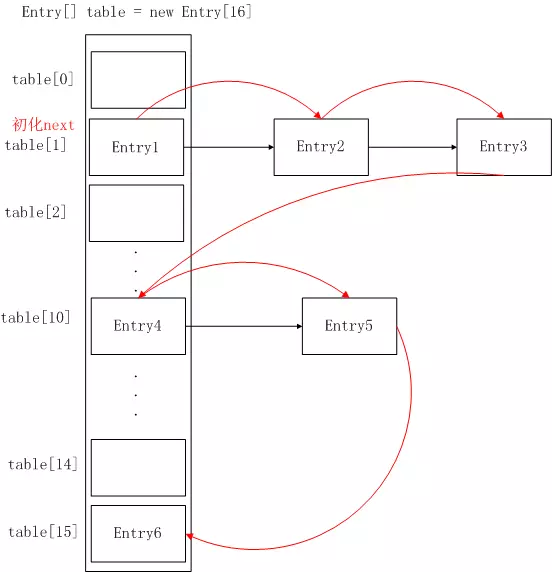 Entry[] table = new Entry[16]
table[0]
初化next
table[1]
Entry1
Entry2
Entry3
table[2]
table[10]
Entry4
Entry5
table[14]
table[15]
Entry6